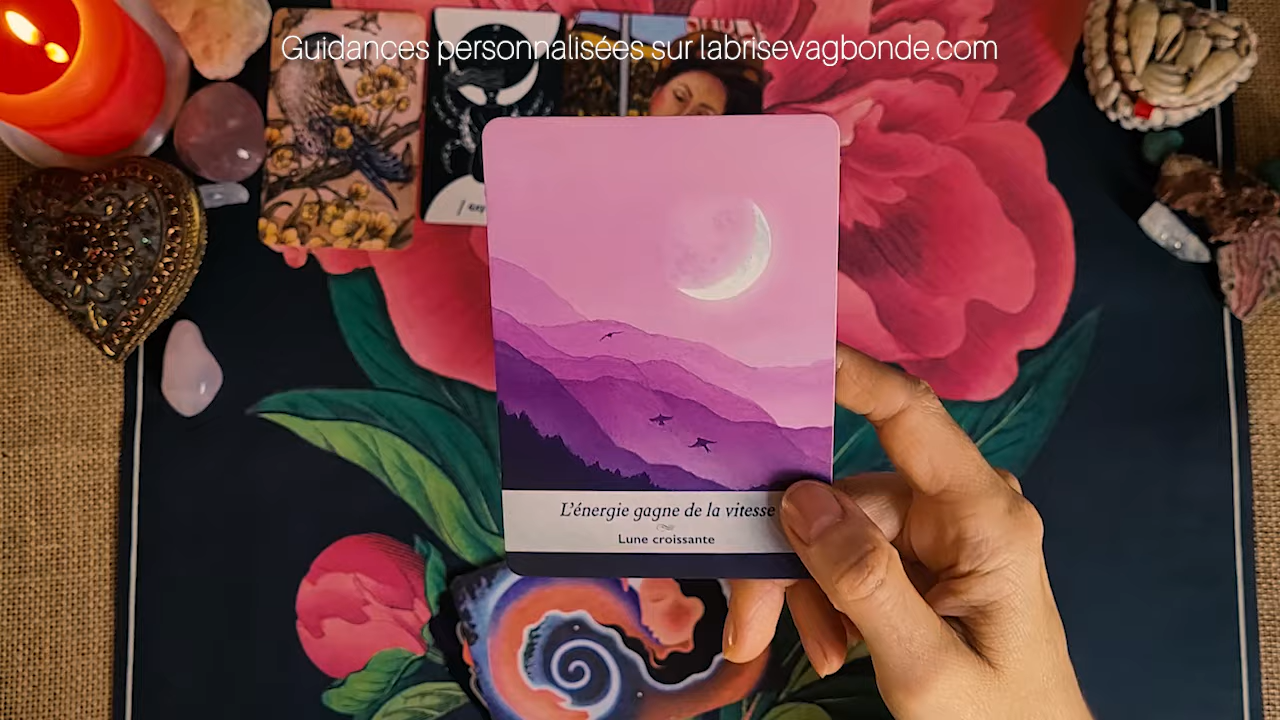 Guidances personnalisées sur labrisevagbonde.com
L'énergie gagne de la vitesse
Lune croissante